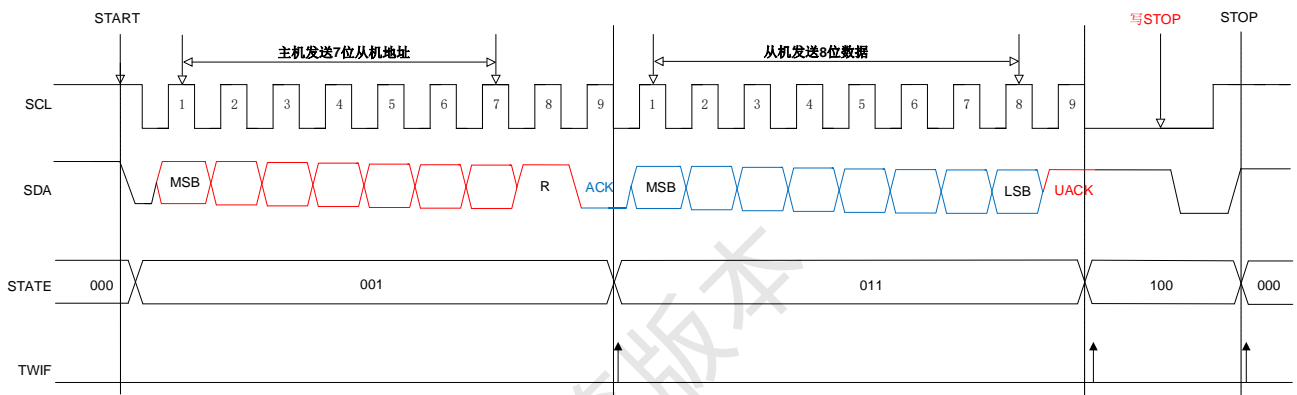 START
写STOP
STOP
主机发送7位从机地址
从机发送8位数据
SCL
1 2 3 4 5 6 7 8 9 1 2 3 4 5 6 7 8 9
SDA
MSB R ACK MSB LSB UACK
STATE
000 001 011 100 000
TWIF
版本